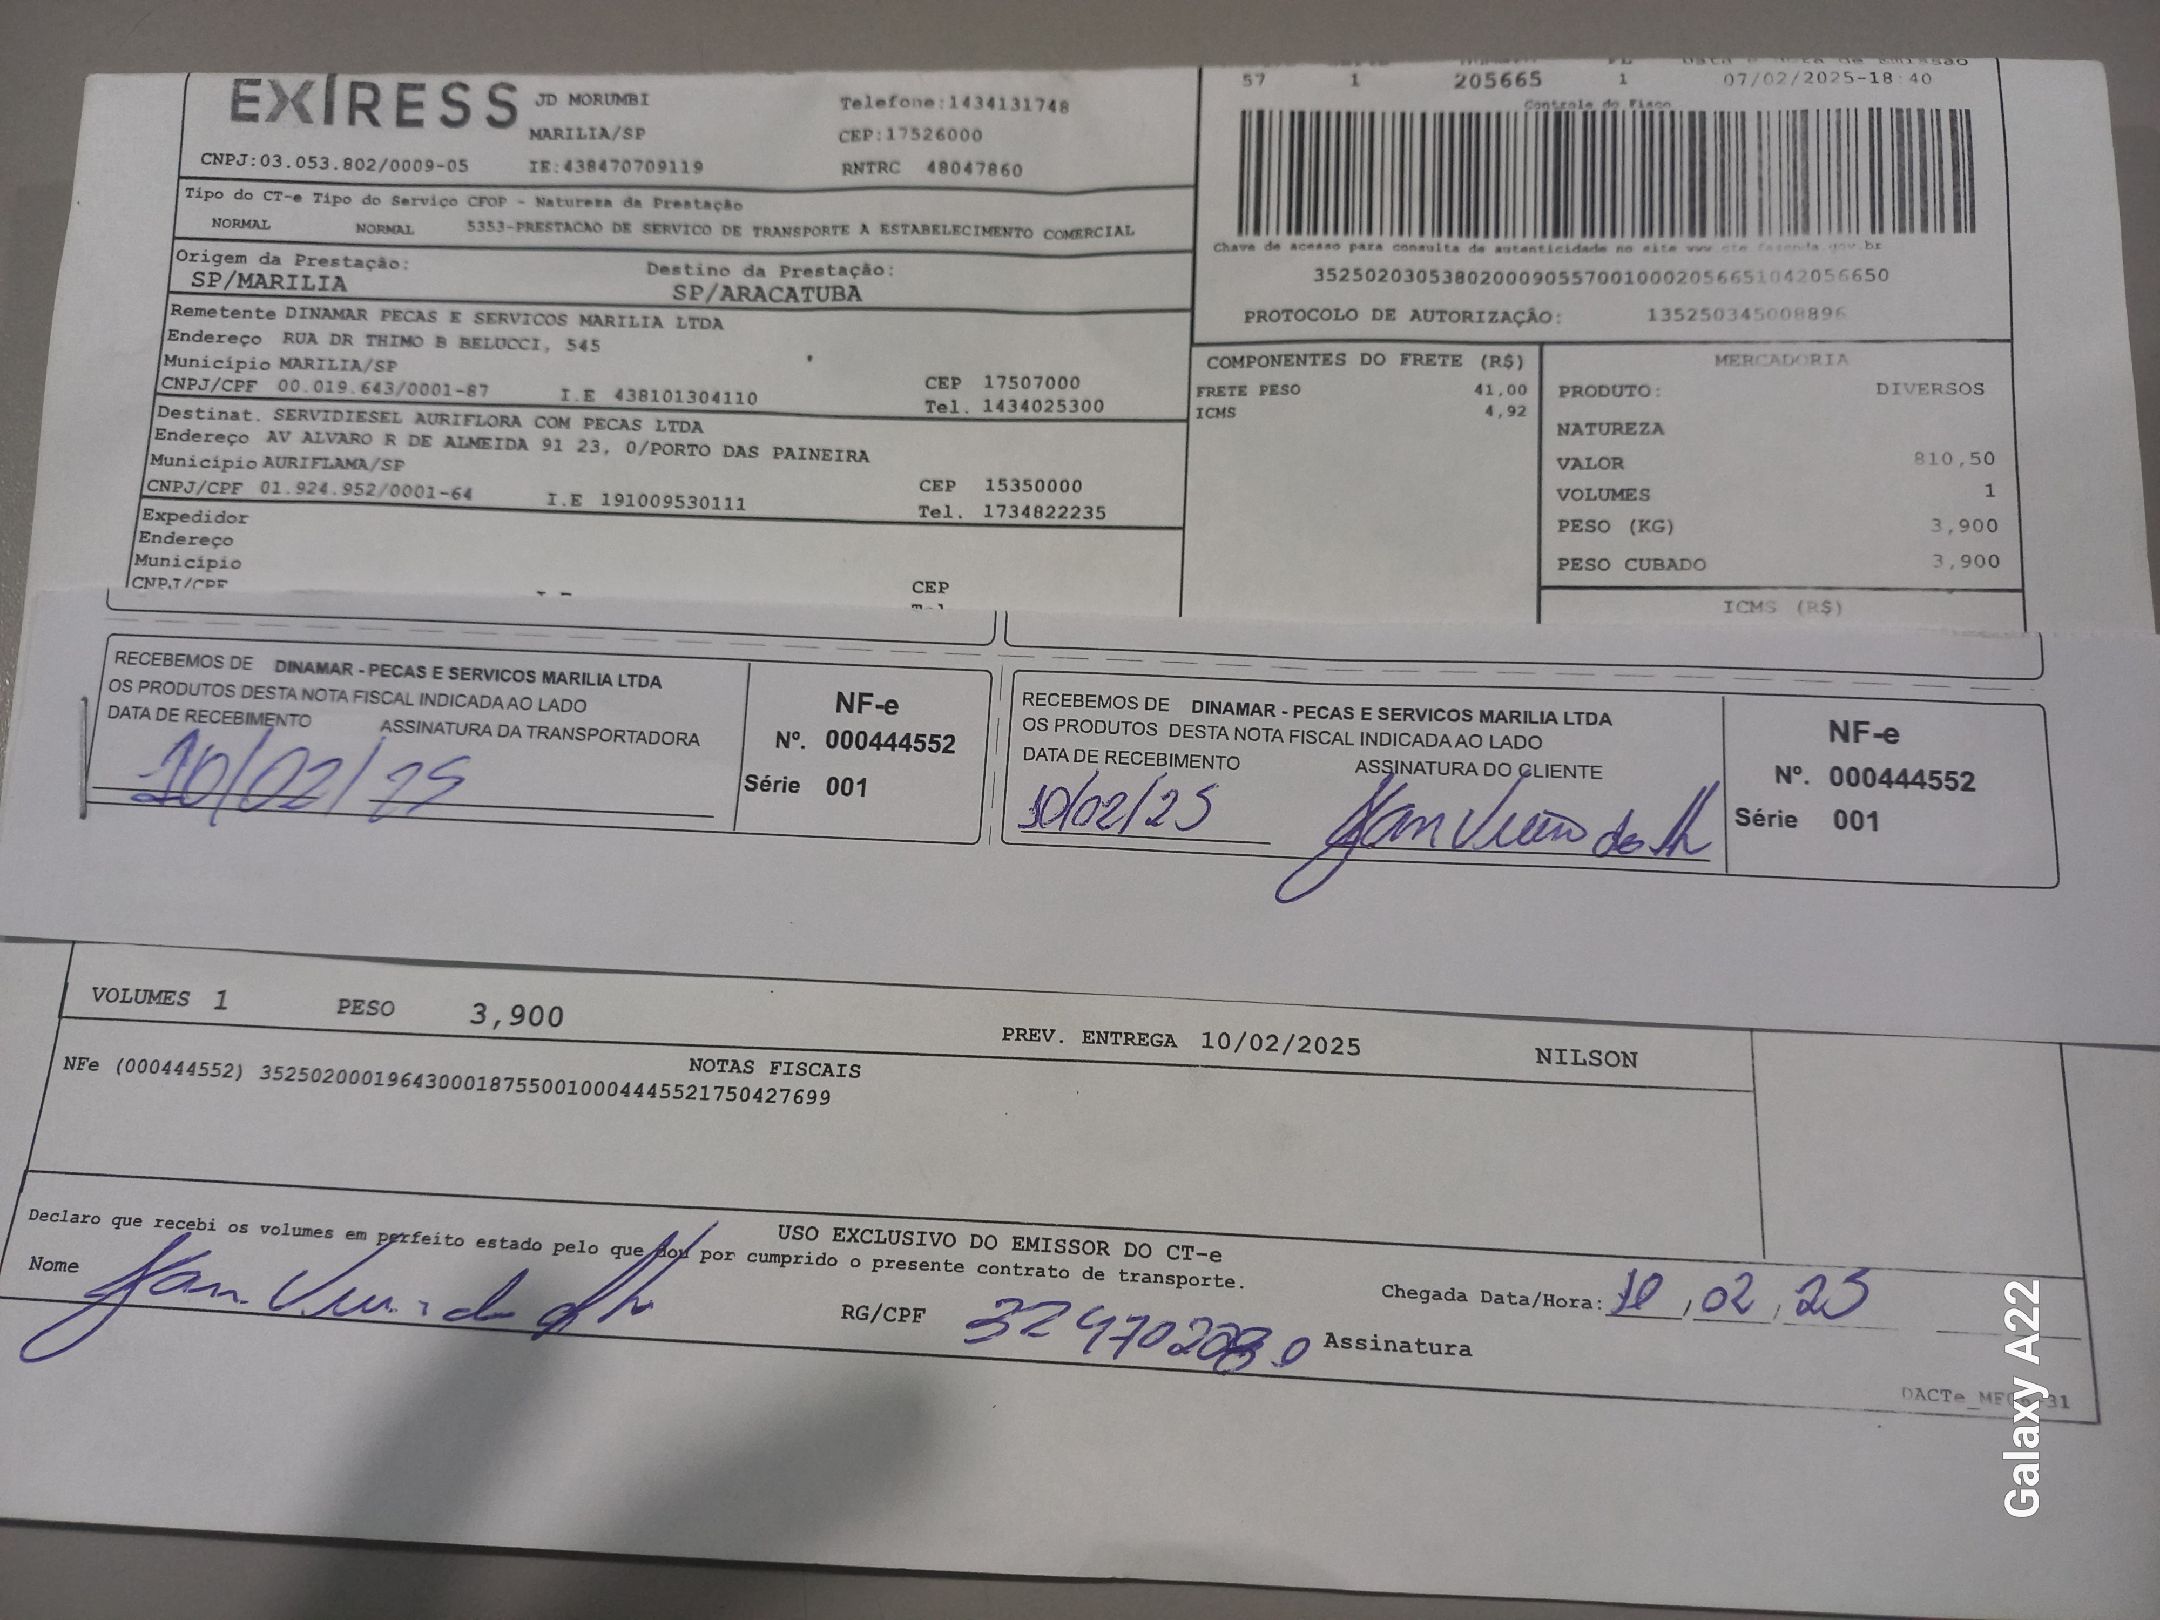 EXIRESS
JD MORUMBI
Telefone:1434131748
MARILIA/SP
CEP:17526000
CNPJ:03.053.802/0009-05
IE:438470709119
RNTRC 48047860
57 1 205665 1 07/02/2025-18:40
Controle do Fisco
Tipo do CT-e Tipo do Serviço CFOP - Natureza da Prestação
NORMAL NORMAL 5353-PRESTACAO DE SERVICO DE TRANSPORTE A ESTABELECIMENTO COMERCIAL
Chave de acesso para consulta de autenticidade no site www.cte.fazenda.gov.br
Origem da Prestação:
SP/MARILIA
Destino da Prestação:
SP/ARACATUBA
35250203053802000905570010002056651042056650
PROTOCOLO DE AUTORIZAÇÃO: 135250345008896
Remetente DINAMAR PECAS E SERVICOS MARILIA LTDA
Endereço RUA DR THIMO B BELUCCI, 545
Município MARILIA/SP
CNPJ/CPF 00.019.643/0001-87 I.E 438101304110
CEP 17507000
Tel. 1434025300
Destinat. SERVIDIESEL AURIFLORA COM PECAS LTDA
Endereço AV ALVARO R DE ALMEIDA 91 23, 0/PORTO DAS PAINEIRA
Município AURIFLAMA/SP
CNPJ/CPF 01.924.952/0001-64 I.E 191009530111
CEP 15350000
Tel. 1734822235
Expedidor
Endereço
Município
CNPJ/CPF
CEP
COMPONENTES DO FRETE (R$)
FRETE PESO 41,00
ICMS 4,92
MERCADORIA
PRODUTO: DIVERSOS
NATUREZA
VALOR 810,50
VOLUMES 1
PESO (KG) 3,900
PESO CUBADO 3,900
ICMS (R$)
RECEBEMOS DE DINAMAR - PECAS E SERVICOS MARILIA LTDA
OS PRODUTOS DESTA NOTA FISCAL INDICADA AO LADO
DATA DE RECEBIMENTO ASSINATURA DA TRANSPORTADORA
10/02/25
NF-e
Nº. 000444552
Série 001
RECEBEMOS DE DINAMAR - PECAS E SERVICOS MARILIA LTDA
OS PRODUTOS DESTA NOTA FISCAL INDICADA AO LADO
DATA DE RECEBIMENTO ASSINATURA DO CLIENTE
10/02/25
NF-e
Nº. 000444552
Série 001
VOLUMES 1 PESO 3,900
PREV. ENTREGA 10/02/2025 NILSON
NOTAS FISCAIS
NFe (000444552) 35250200019643000187550010004445521750427699
USO EXCLUSIVO DO EMISSOR DO CT-e
Declaro que recebi os volumes em perfeito estado pelo que dou por cumprido o presente contrato de transporte.
Nome
RG/CPF
Chegada Data/Hora: 10, 02, 25
Assinatura
Galaxy A22